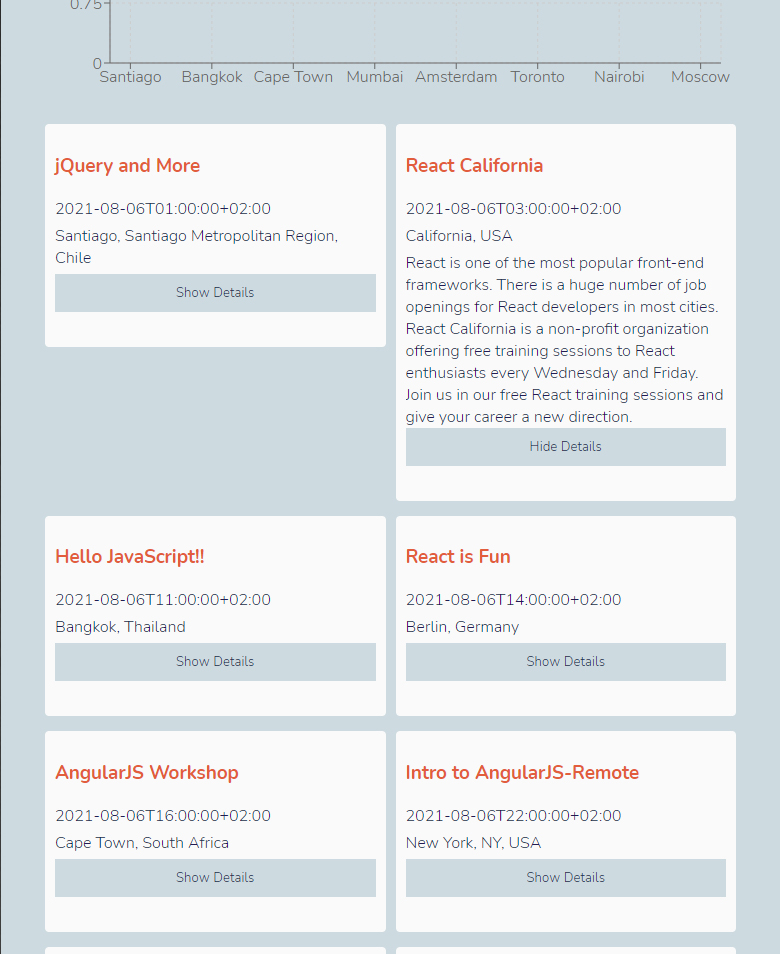 0.75
0
Santiago Bangkok Cape Town Mumbai Amsterdam Toronto Nairobi Moscow
jQuery and More
2021-08-06T01:00:00+02:00
Santiago, Santiago Metropolitan Region,
Chile
Show Details
React California
2021-08-06T03:00:00+02:00
California, USA
React is one of the most popular front-end
frameworks. There is a huge number of job
openings for React developers in most cities.
React California is a non-profit organization
offering free training sessions to React
enthusiasts every Wednesday and Friday.
Join us in our free React training sessions and
give your career a new direction.
Hide Details
Hello JavaScript!!
2021-08-06T11:00:00+02:00
Bangkok, Thailand
Show Details
React is Fun
2021-08-06T14:00:00+02:00
Berlin, Germany
Show Details
AngularJS Workshop
2021-08-06T16:00:00+02:00
Cape Town, South Africa
Show Details
Intro to AngularJS-Remote
2021-08-06T22:00:00+02:00
New York, NY, USA
Show Details